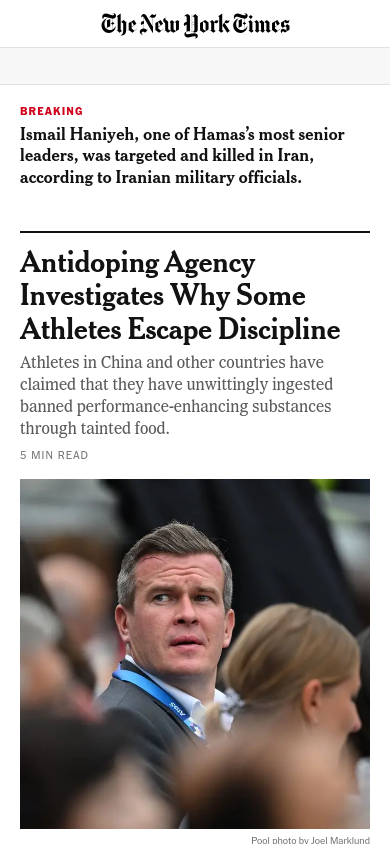 The New York Times
BREAKING
Ismail Haniyeh, one of Hamas’s most senior
leaders, was targeted and killed in Iran,
according to Iranian military officials.
Antidoping Agency
Investigates Why Some
Athletes Escape Discipline
Athletes in China and other countries have
claimed that they have unwittingly ingested
banned performance-enhancing substances
through tainted food.
5 MIN READ
Pool photo by Joel Marklund